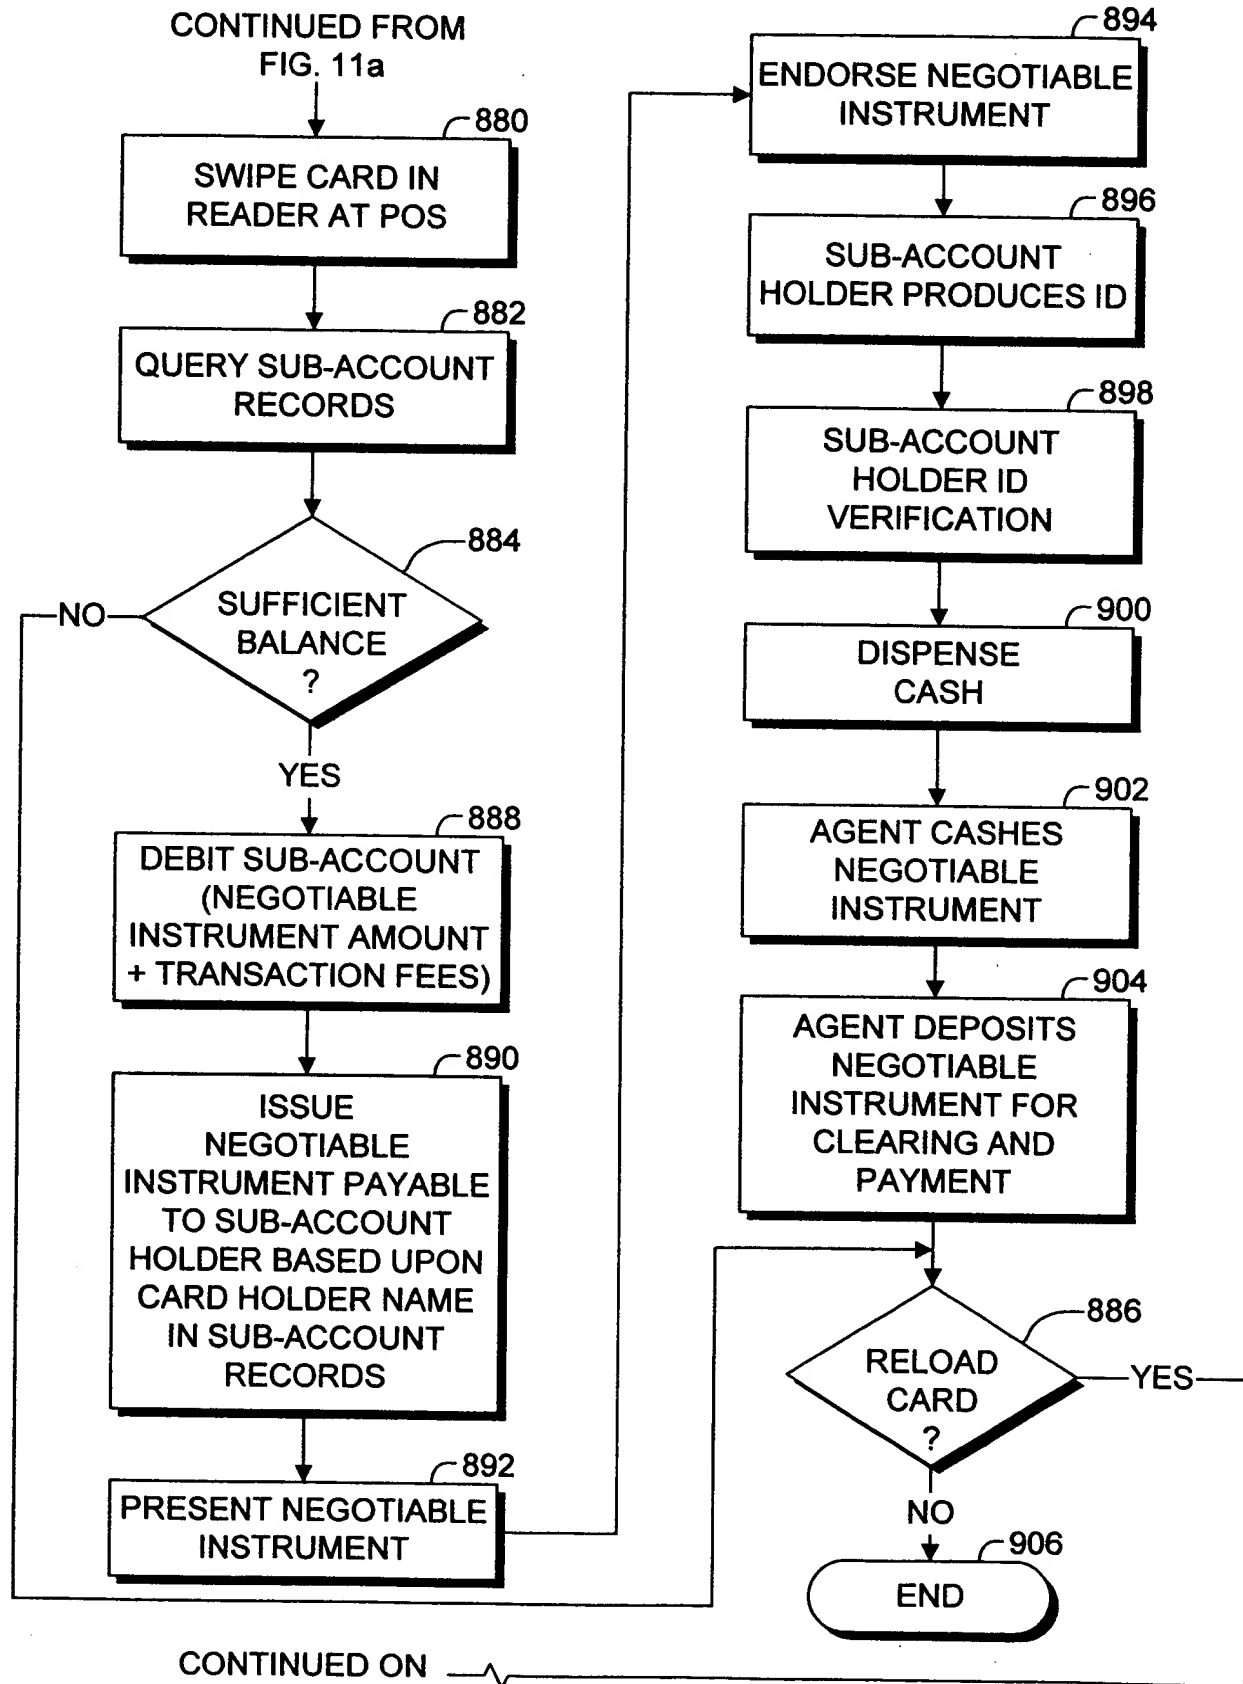 CONTINUED FROM
FIG. 11a
880
SWIPE CARD IN
READER AT POS
882
QUERY SUB-ACCOUNT
RECORDS
884
SUFFICIENT
BALANCE
?
NO
YES
888
DEBIT SUB-ACCOUNT
(NEGOTIABLE
INSTRUMENT AMOUNT
+ TRANSACTION FEES)
890
ISSUE
NEGOTIABLE
INSTRUMENT PAYABLE
TO SUB-ACCOUNT
HOLDER BASED UPON
CARD HOLDER NAME
IN SUB-ACCOUNT
RECORDS
892
PRESENT NEGOTIABLE
INSTRUMENT
894
ENDORSE NEGOTIABLE
INSTRUMENT
896
SUB-ACCOUNT
HOLDER PRODUCES ID
898
SUB-ACCOUNT
HOLDER ID
VERIFICATION
900
DISPENSE
CASH
902
AGENT CASHES
NEGOTIABLE
INSTRUMENT
904
AGENT DEPOSITS
NEGOTIABLE
INSTRUMENT FOR
CLEARING AND
PAYMENT
886
RELOAD
CARD
?
YES
NO
906
END
CONTINUED ON